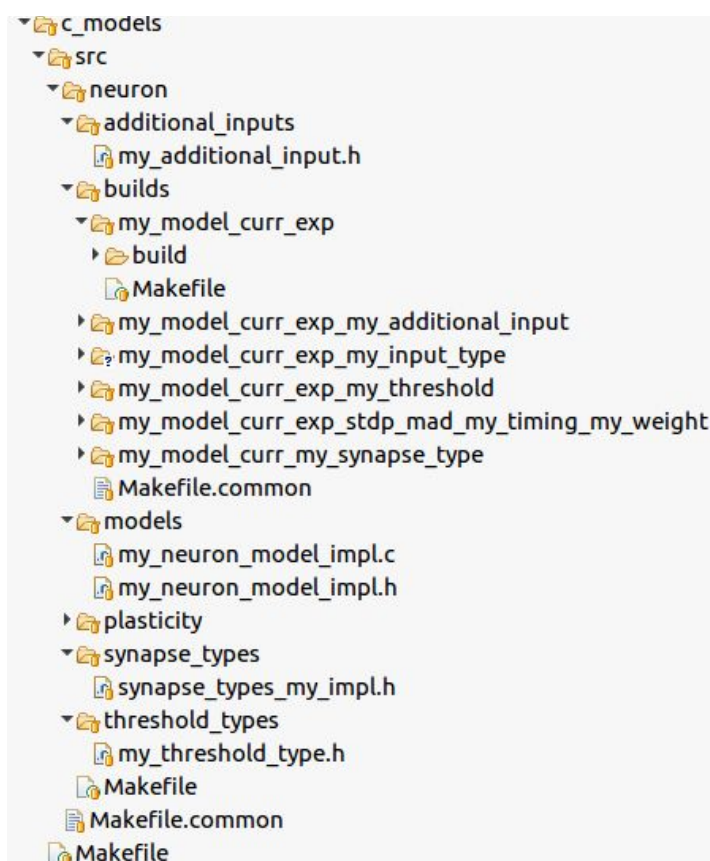 c_models
src
neuron
additional_inputs
my_additional_input.h
builds
my_model_curr_exp
build
Makefile
my_model_curr_exp_my_additional_input
my_model_curr_exp_my_input_type
my_model_curr_exp_my_threshold
my_model_curr_exp_stdp_mad_my_timing_my_weight
my_model_curr_my_synapse_type
Makefile.common
models
my_neuron_model_impl.c
my_neuron_model_impl.h
plasticity
synapse_types
synapse_types_my_impl.h
threshold_types
my_threshold_type.h
Makefile
Makefile.common
Makefile